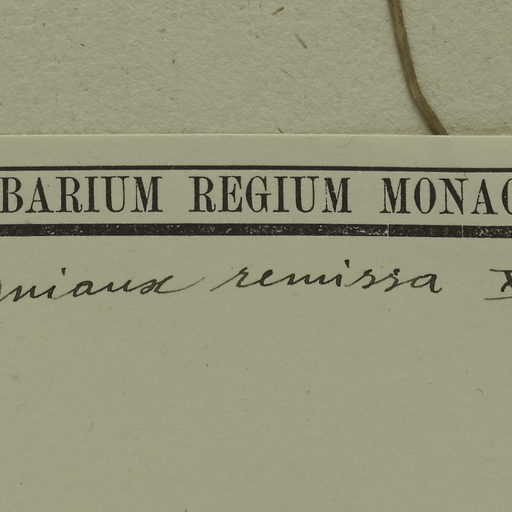 BARIUM REGIUM MONAC
niaux remissa X